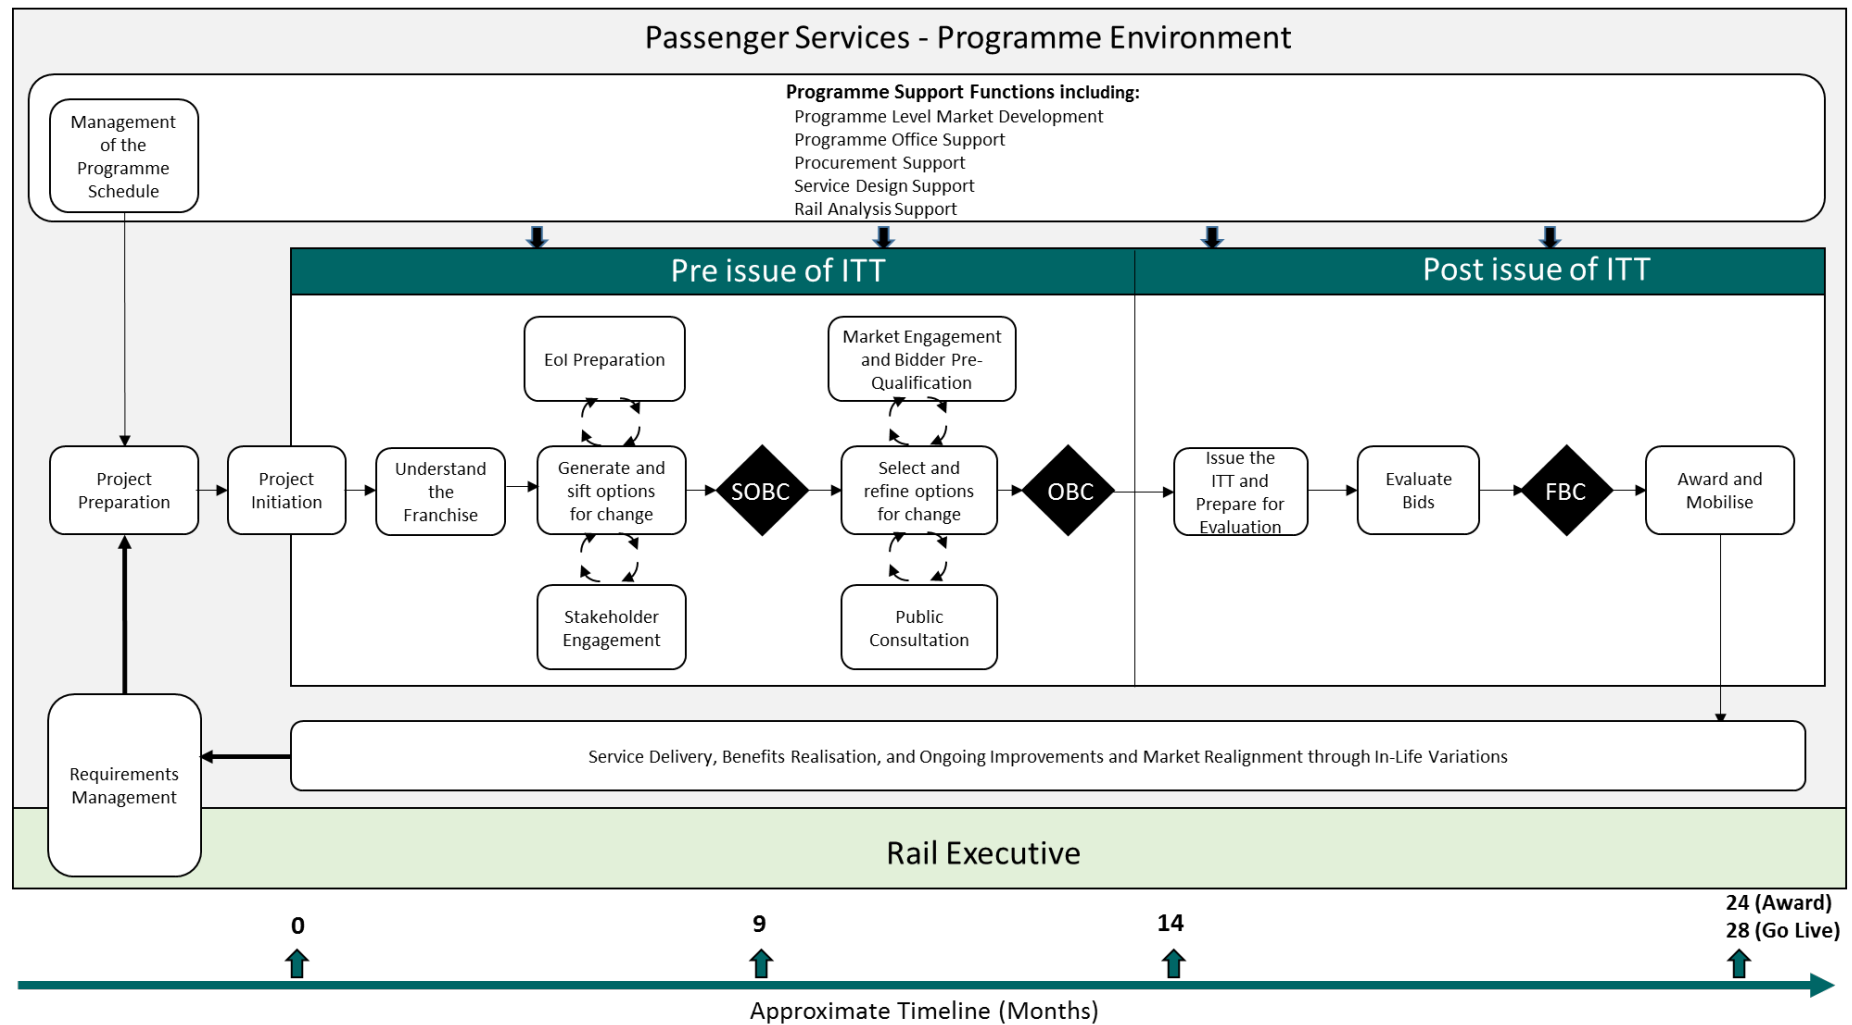 Passenger Services - Programme Environment
Programme Support Functions including:
Programme Level Market Development
Programme Office Support
Procurement Support
Service Design Support
Rail Analysis Support
Management
of the
Programme
Schedule
Pre issue of ITT
Post issue of ITT
EoI Preparation
Market Engagement
and Bidder Pre-
Qualification
Project
Preparation
Project
Initiation
Understand
the
Franchise
Generate and
sift options
for change
SOBC
Select and
refine options
for change
OBC
Issue the
ITT and
Prepare for
Evaluation
Evaluate
Bids
FBC
Award and
Mobilise
Stakeholder
Engagement
Public
Consultation
Requirements
Management
Service Delivery, Benefits Realisation, and Ongoing Improvements and Market Realignment through In-Life Variations
Rail Executive
0
9
14
24 (Award)
28 (Go Live)
Approximate Timeline (Months)